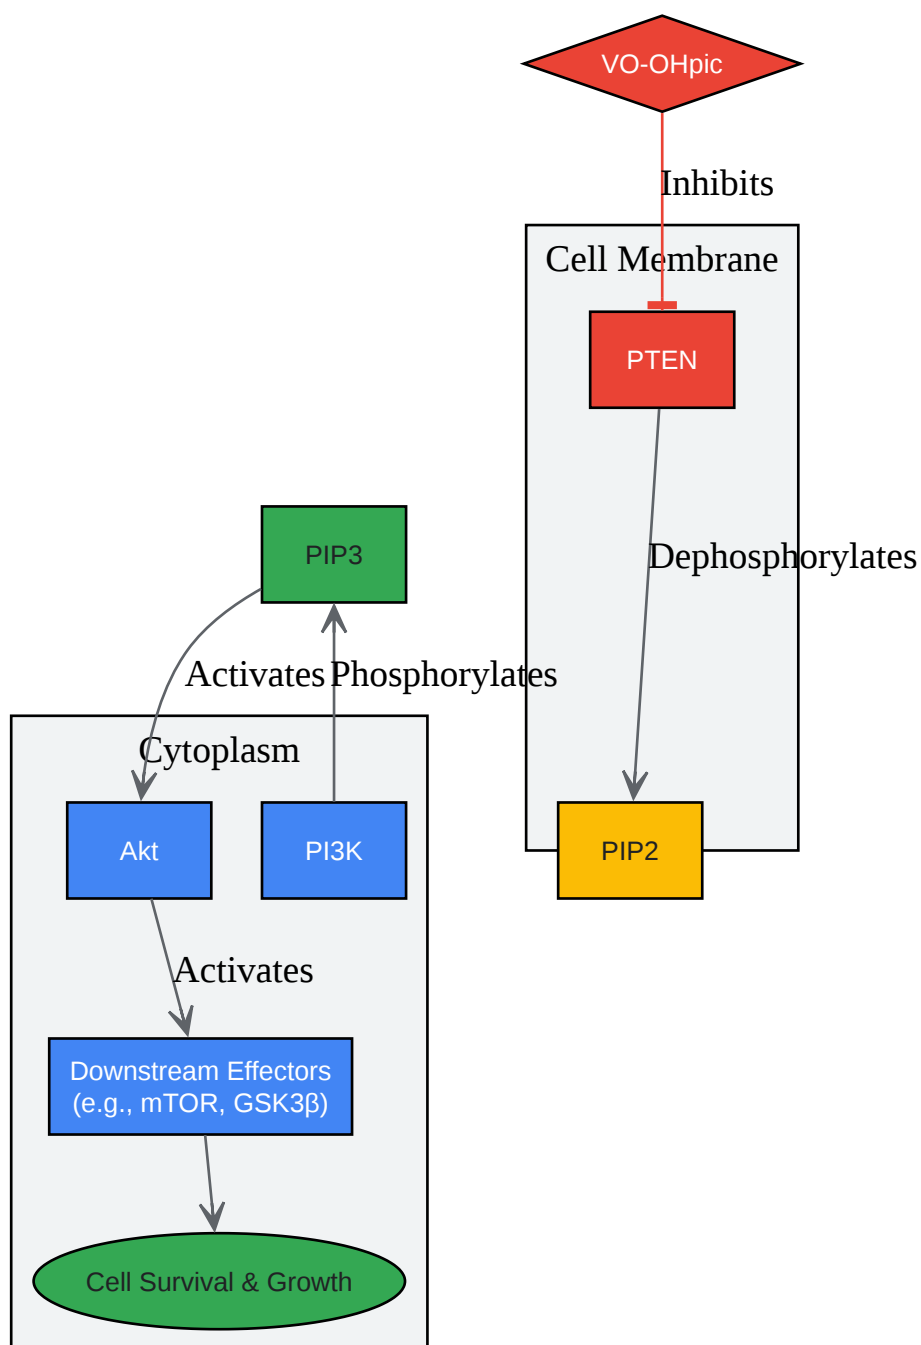 VO-OHpic
Inhibits
Cell Membrane
PTEN
PIP3
Dephosphorylates
Activates
Phosphorylates
Cytoplasm
Akt
PI3K
PIP2
Activates
Downstream Effectors
(e.g., mTOR, GSK3β)
Cell Survival & Growth